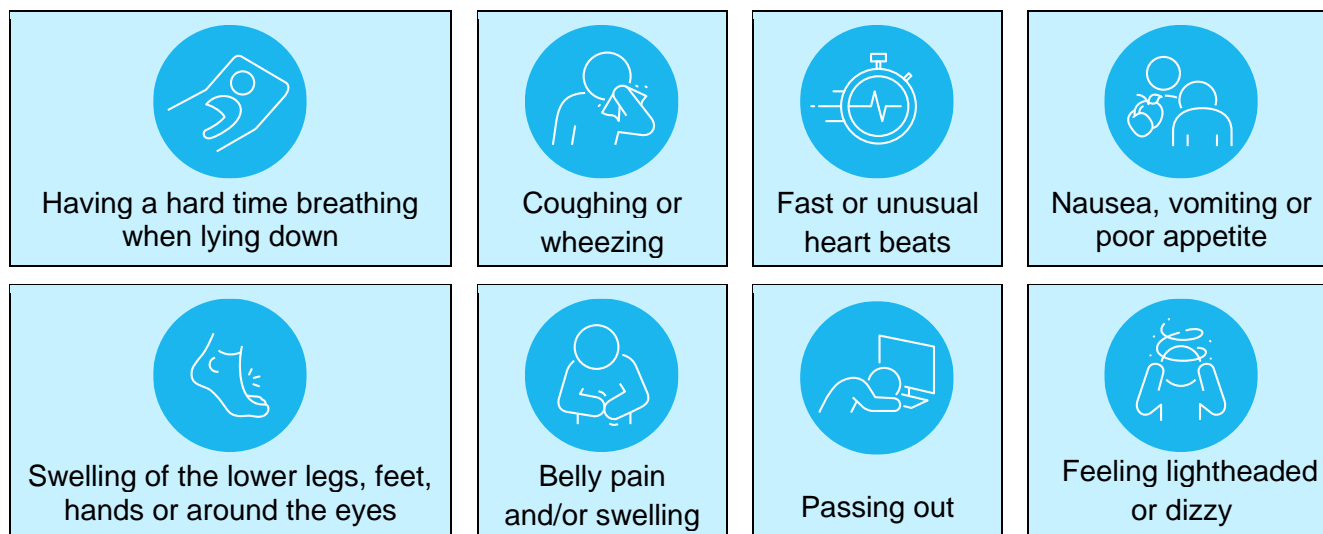 Having a hard time breathing
when lying down
Coughing or
wheezing
Fast or unusual
heart beats
Nausea, vomiting or
poor appetite
Swelling of the lower legs, feet,
hands or around the eyes
Belly pain
and/or swelling
Passing out
Feeling lightheaded
or dizzy